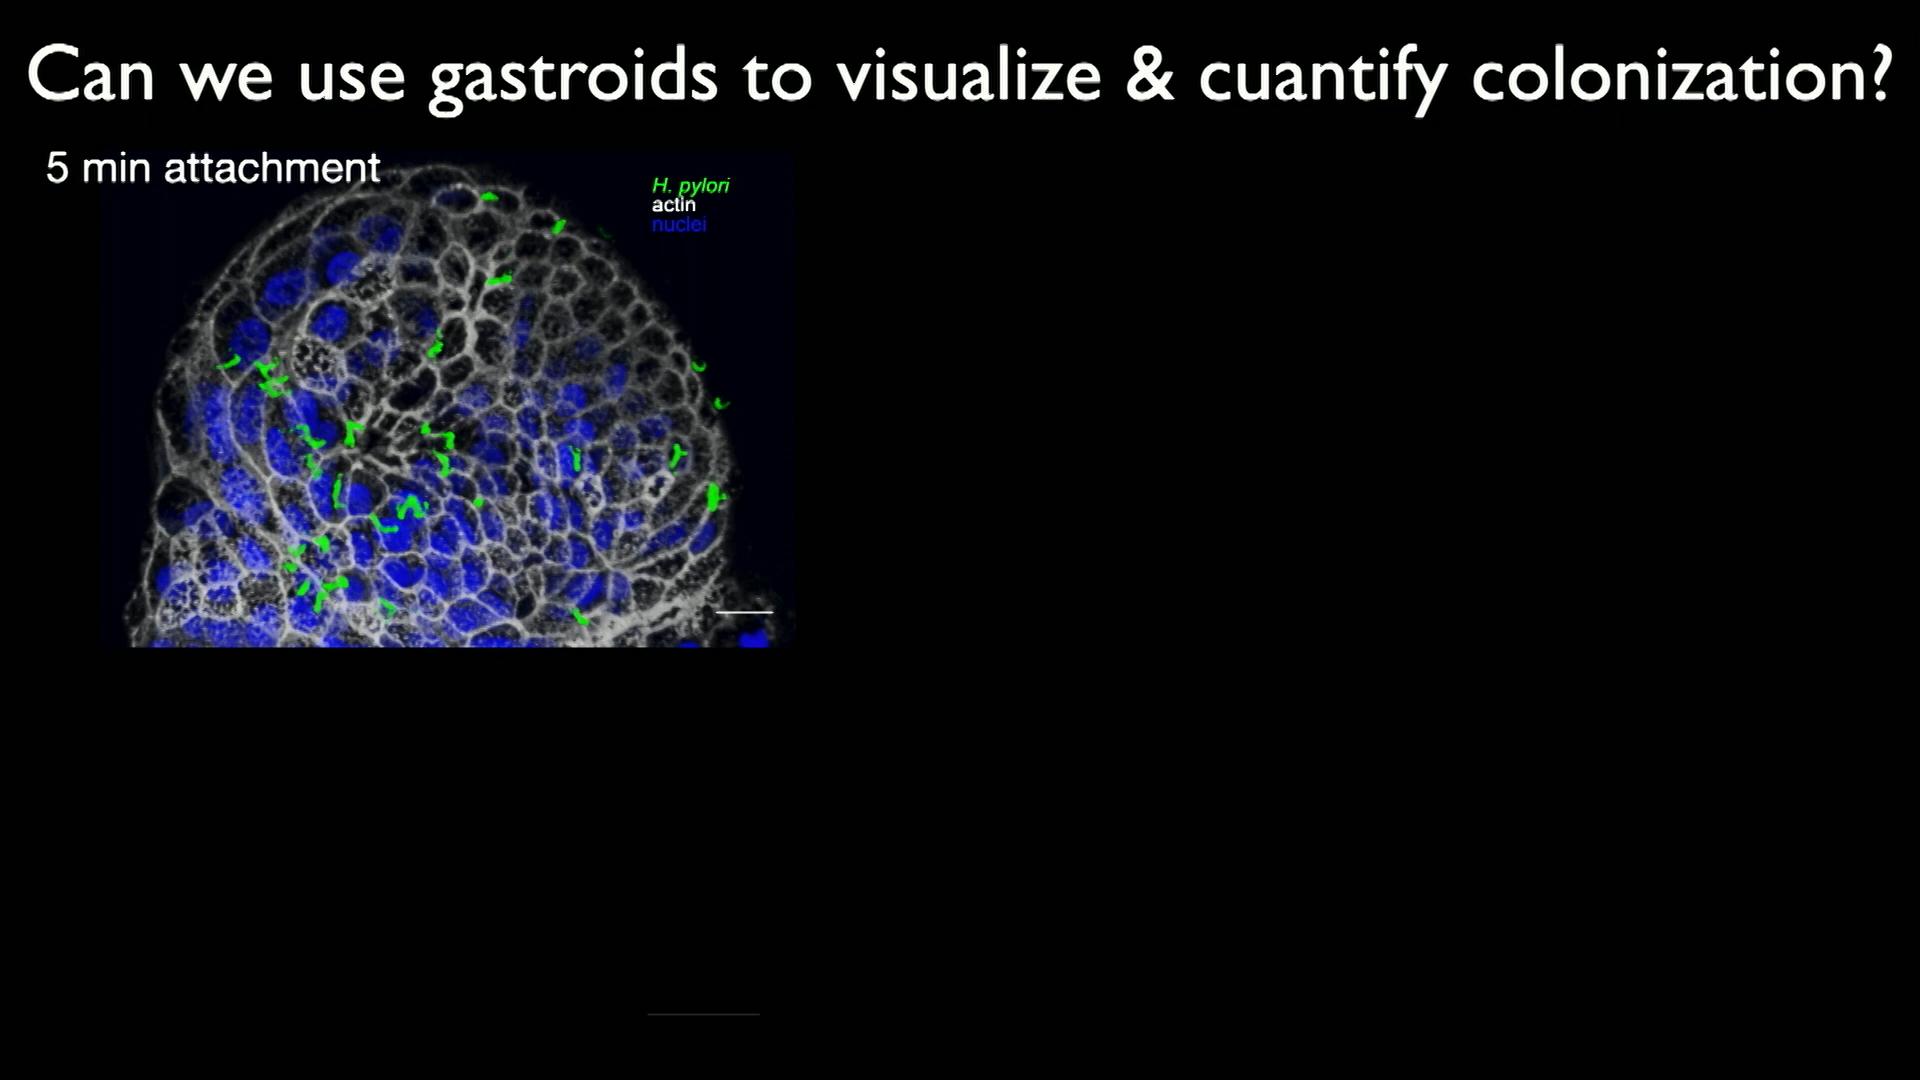 Can we use gastroids to visualize & cuantify colonization?
5 min attachment
H. pylori
actin
nuclei